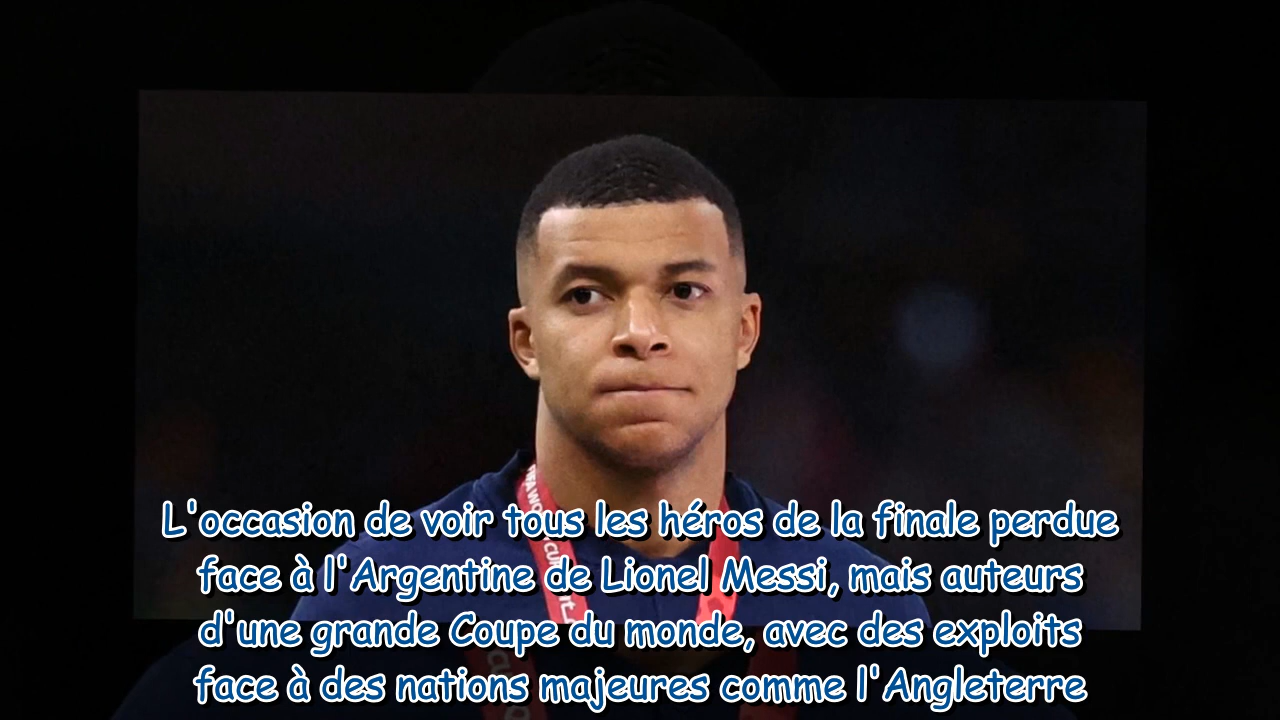 L'occasion de voir tous les héros de la finale perdue
face à l'Argentine de Lionel Messi, mais auteurs
d'une grande Coupe du monde, avec des exploits
face à des nations majeures comme l'Angleterre